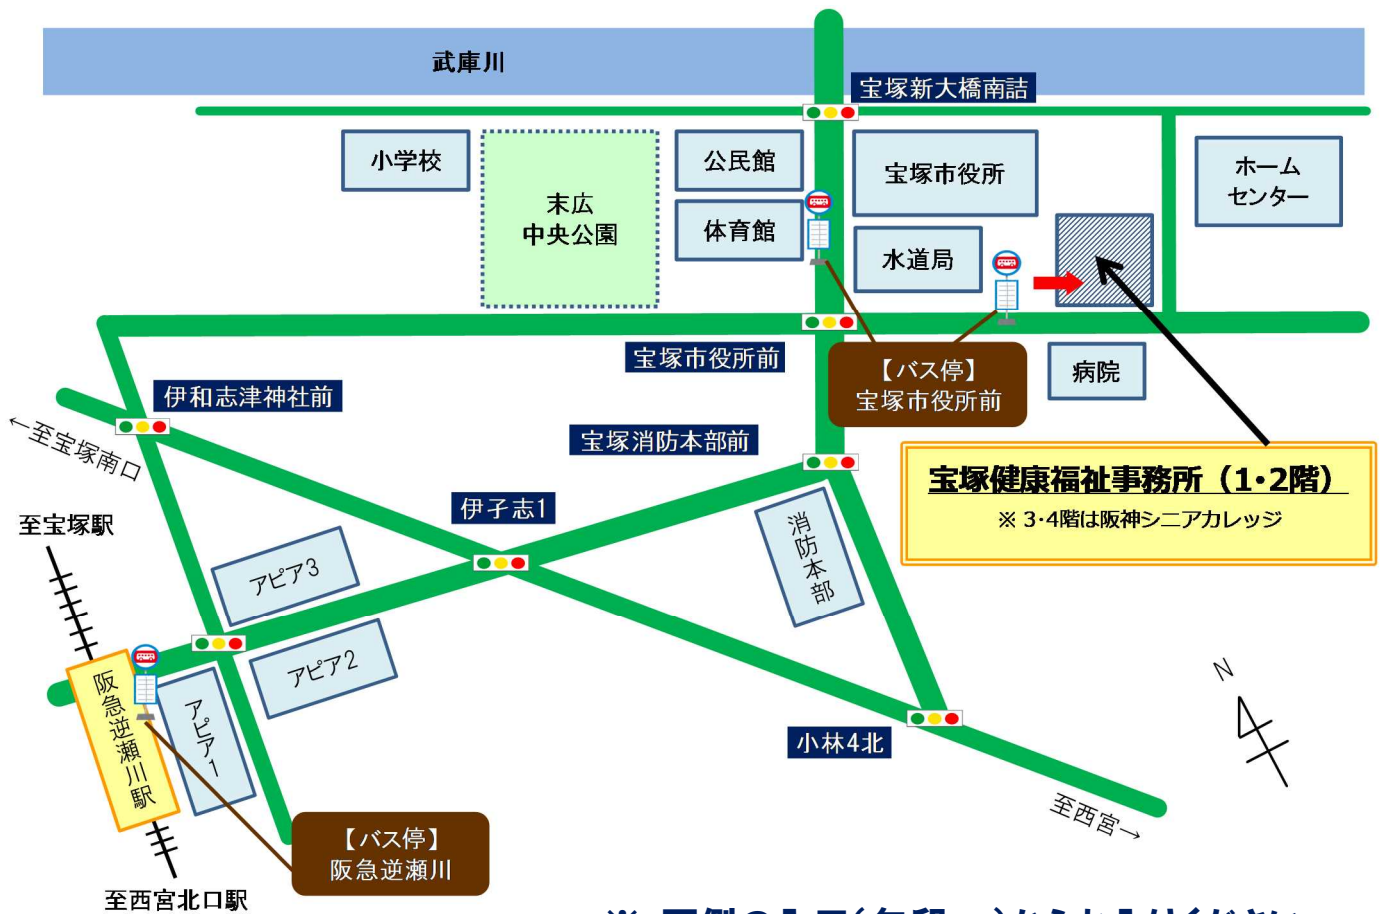 武庫川
宝塚新大橋南詰
小学校
末広
中央公園
公民館
体育館
宝塚市役所
水道局
ホーム
センター
宝塚市役所前
【バス停】
宝塚市役所前
病院
伊和志津神社前
←至宝塚南口
宝塚消防本部前
宝塚健康福祉事務所（1・2階）
※ 3・4階は阪神シニアカレッジ
伊孑志1
消防本部
至宝塚駅
アピア3
アピア2
アピア1
阪急逆瀬川駅
小林4北
N
至西宮→
【バス停】
阪急逆瀬川
至西宮北口駅